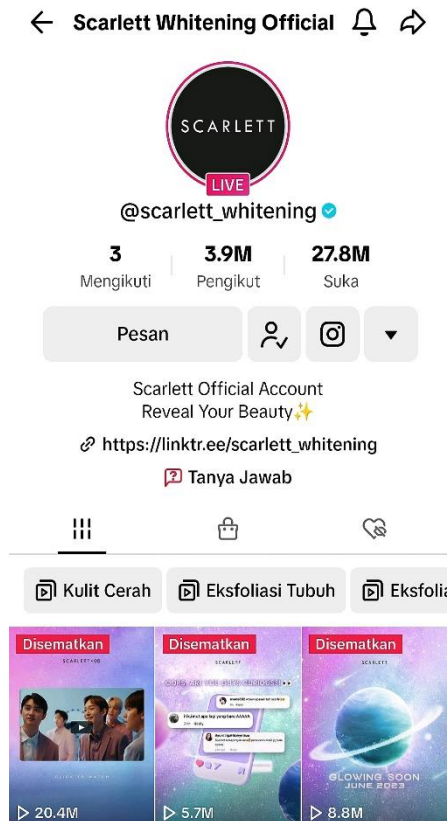 Scarlett Whitening Official
SCARLETT
LIVE
@scarlett_whitening
3 3.9M 27.8M
Mengikuti Pengikut Suka
Pesan
Scarlett Official Account
Reveal Your Beauty✨
https://linktr.ee/scarlett_whitening
Tanya Jawab
Kulit Cerah Eksfoliasi Tubuh Eksfolia
Disematkan Disematkan Disematkan
SCARLETT SCARLETT
GLOWING SOON
JUNE 2023
20.4M 5.7M 8.8M